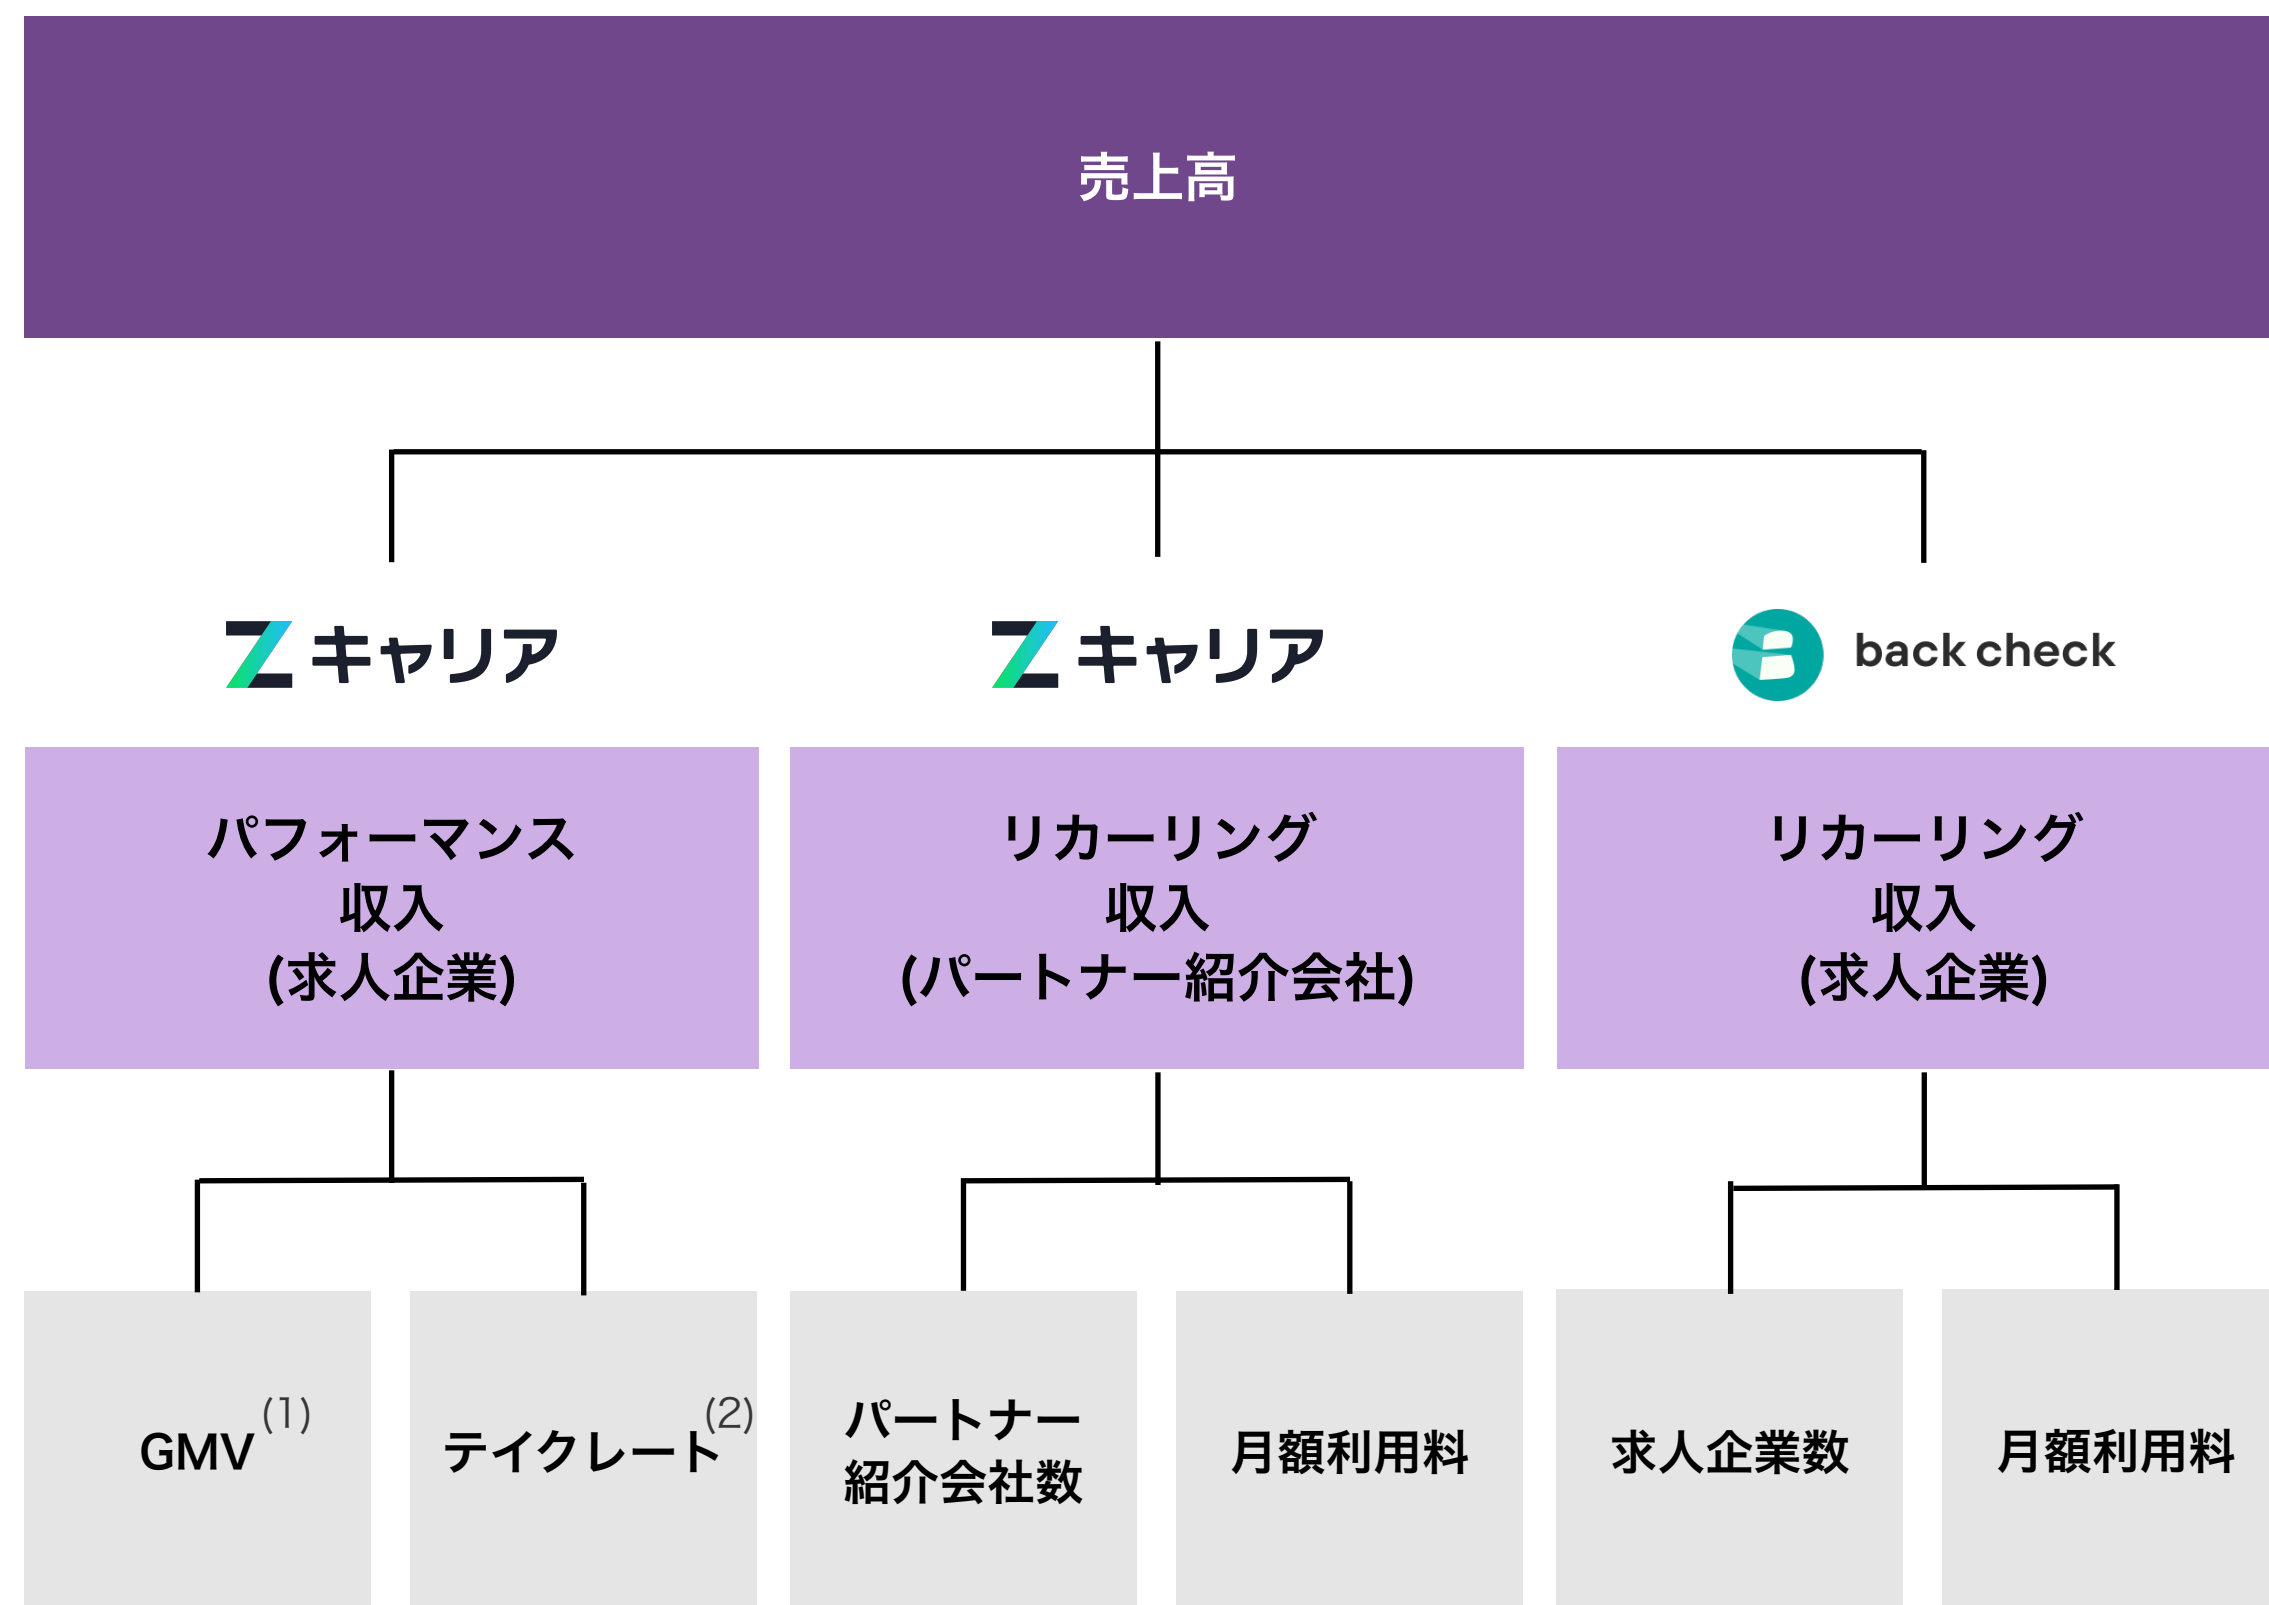 売上高
Zキャリア
Zキャリア
back check
パフォーマンス
収入
(求人企業)
リカーリング
収入
(パートナー紹介会社)
リカーリング
収入
(求人企業)
GMV(1)
テイクレート(2)
パートナー
紹介会社数
月額利用料
求人企業数
月額利用料